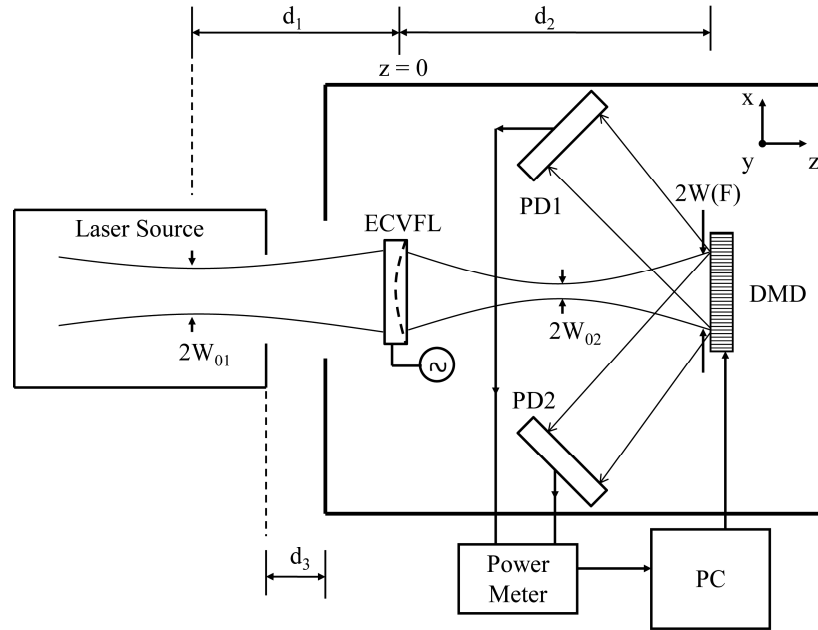 d₁
d₂
z = 0
x
y
z
PD1
2W(F)
Laser Source
ECVFL
DMD
2W₀₁
2W₀₂
PD2
d₃
Power
Meter
PC